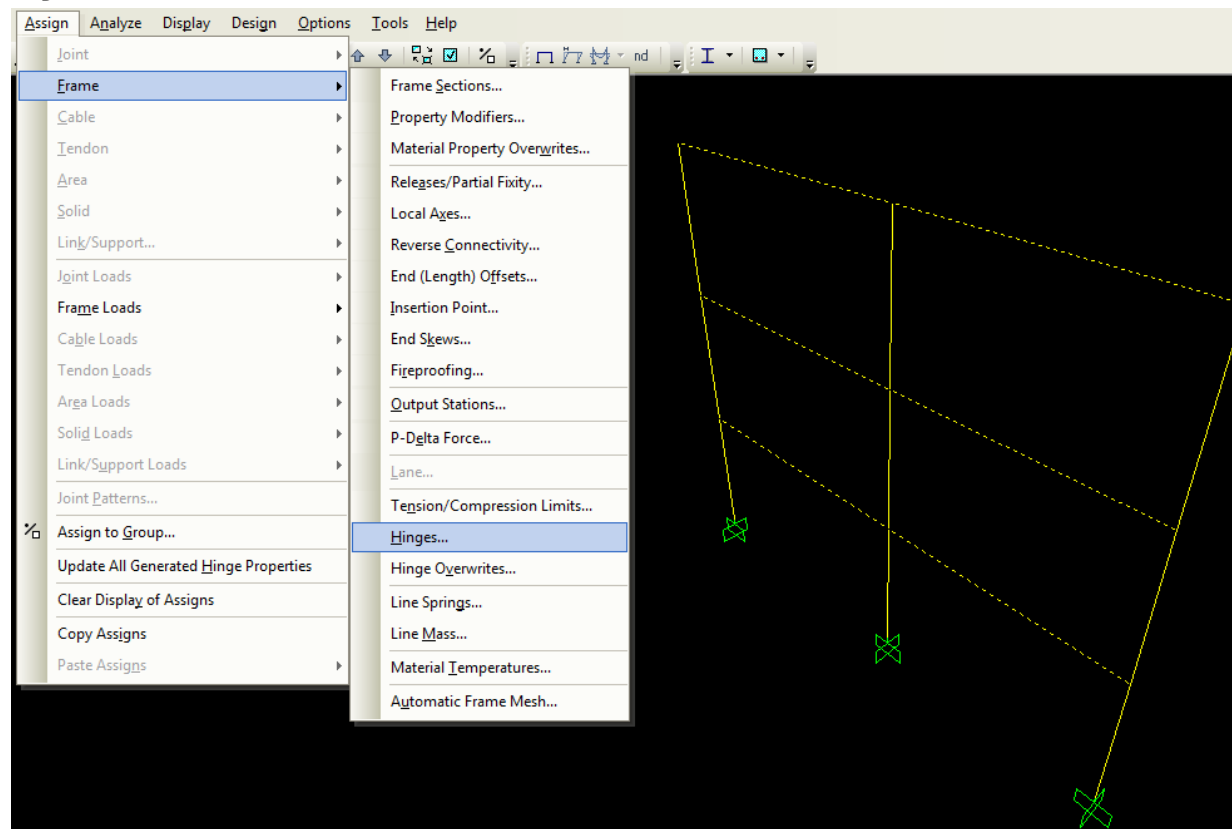 Assign Analyze Display Design Options Tools Help
nd
Joint
Frame
Cable
Tendon
Area
Solid
Link/Support...
Joint Loads
Frame Loads
Cable Loads
Tendon Loads
Area Loads
Solid Loads
Link/Support Loads
Joint Patterns...
Assign to Group...
Update All Generated Hinge Properties
Clear Display of Assigns
Copy Assigns
Paste Assigns
Frame Sections...
Property Modifiers...
Material Property Overwrites...
Releases/Partial Fixity...
Local Axes...
Reverse Connectivity...
End (Length) Offsets...
Insertion Point...
End Skews...
Fireproofing...
Output Stations...
P-Delta Force...
Lane...
Tension/Compression Limits...
Hinges...
Hinge Overwrites...
Line Springs...
Line Mass...
Material Temperatures...
Automatic Frame Mesh...